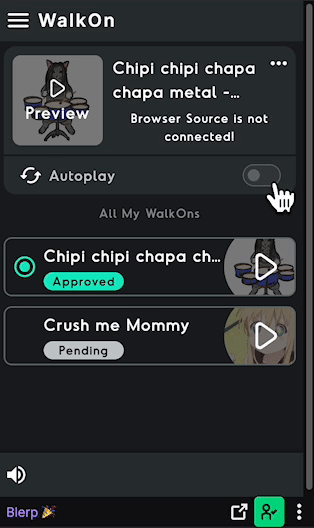 WalkOn
Chipi chipi chapa
chapa metal -...
Preview
Browser Source is not
connected!
Autoplay
All My WalkOns
Chipi chipi chapa ch...
Approved
Crush me Mommy
Pending
Blerp 🎉